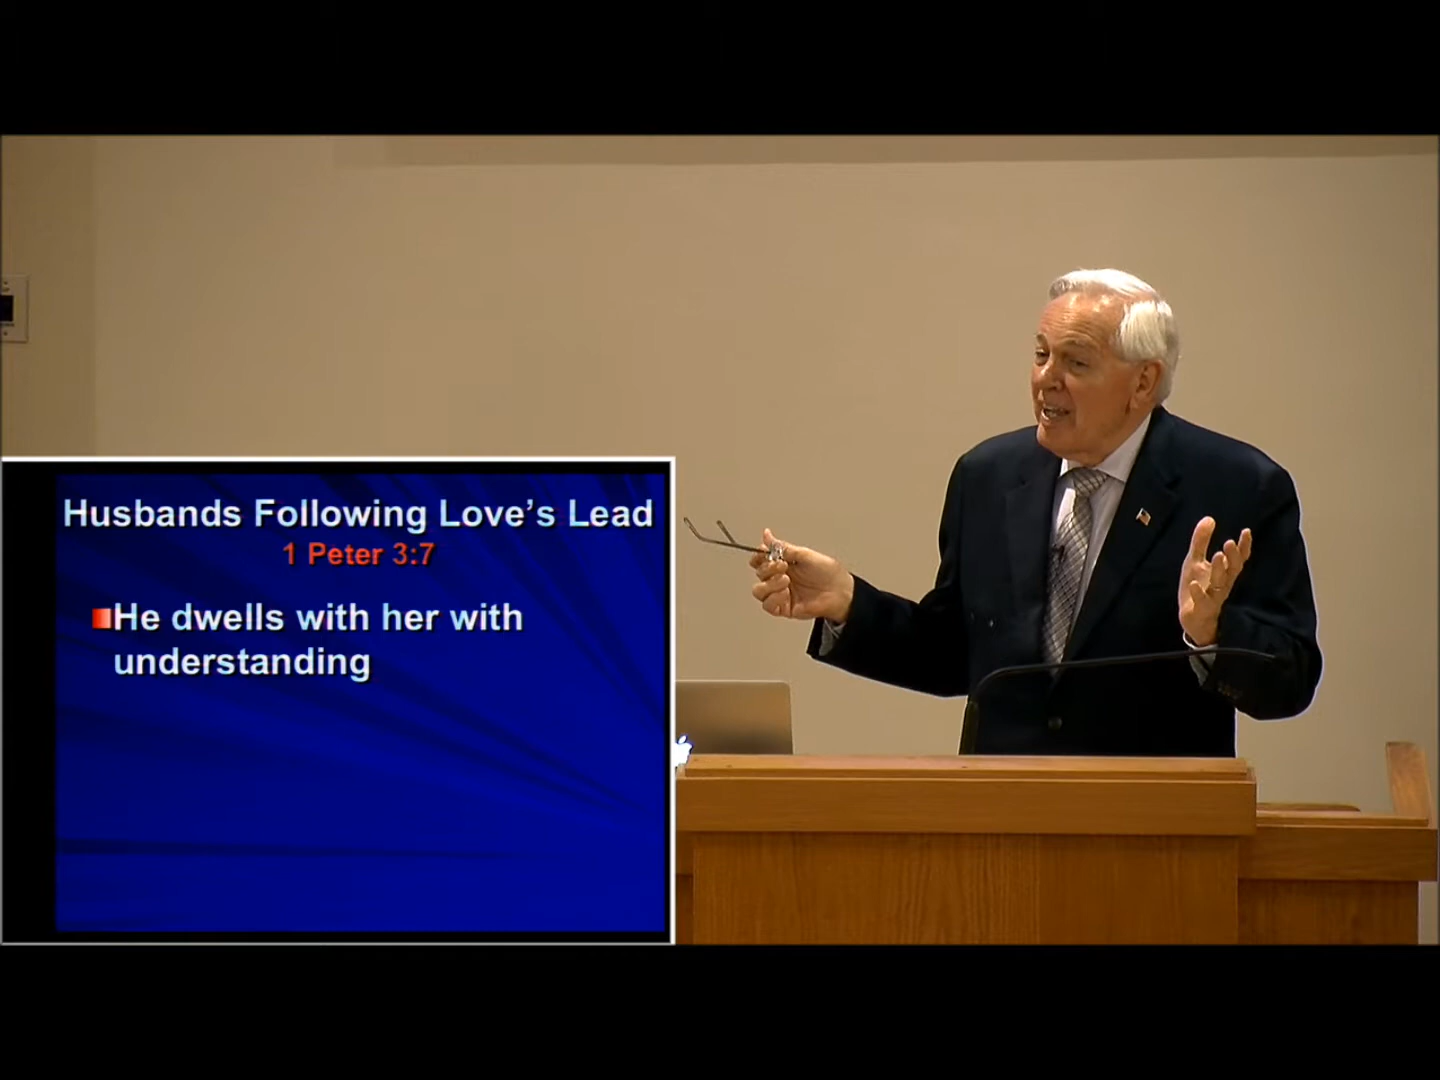 Husbands Following Love's Lead
1 Peter 3:7
He dwells with her with
understanding